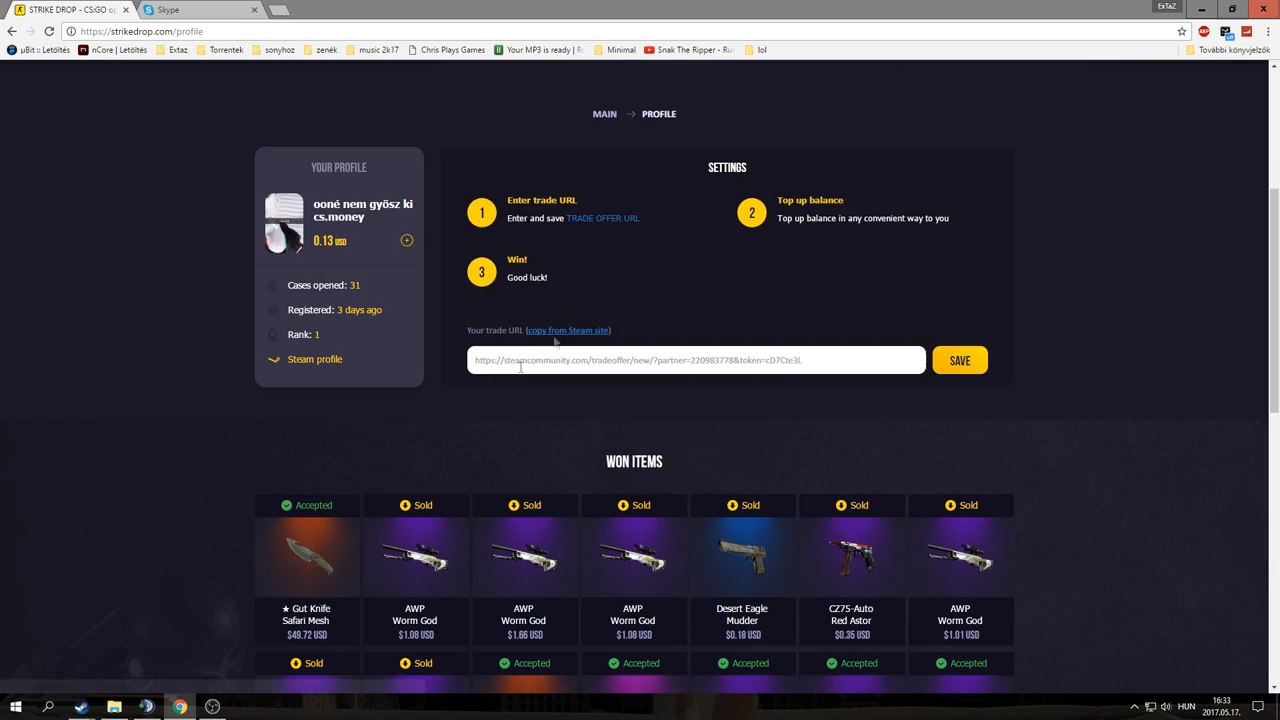 STRIKE DROP - CS:GO op
Skype
ExTaZ
https://strikedrop.com/profile
µBit :: Letöltés
nCore | Letöltés
Extaz
Torrentek
sonyhoz
zenék
music 2k17
Chris Plays Games
Your MP3 is ready | R
Minimal
Snak The Ripper - Ru
lol
További könyvjelzők
MAIN
PROFILE
YOUR PROFILE
ooné nem gyösz ki
cs.money
0.13 USD
Cases opened: 31
Registered: 3 days ago
Rank: 1
Steam profile
SETTINGS
1
Enter trade URL
Enter and save TRADE OFFER URL
2
Top up balance
Top up balance in any convenient way to you
3
Win!
Good luck!
Your trade URL (copy from Steam site)
https://steamcommunity.com/tradeoffer/new/?partner=220983778&token=cD7Cte3L
SAVE
WON ITEMS
Accepted
Sold
Sold
Sold
Sold
Sold
Sold
★ Gut Knife
Safari Mesh
$49.72 USD
AWP
Worm God
$1.08 USD
AWP
Worm God
$1.66 USD
AWP
Worm God
$1.08 USD
Desert Eagle
Mudder
$0.18 USD
CZ75-Auto
Red Astor
$0.35 USD
AWP
Worm God
$1.01 USD
Sold
Sold
Accepted
Accepted
Accepted
Accepted
Accepted
HUN
16:33
2017.05.17.